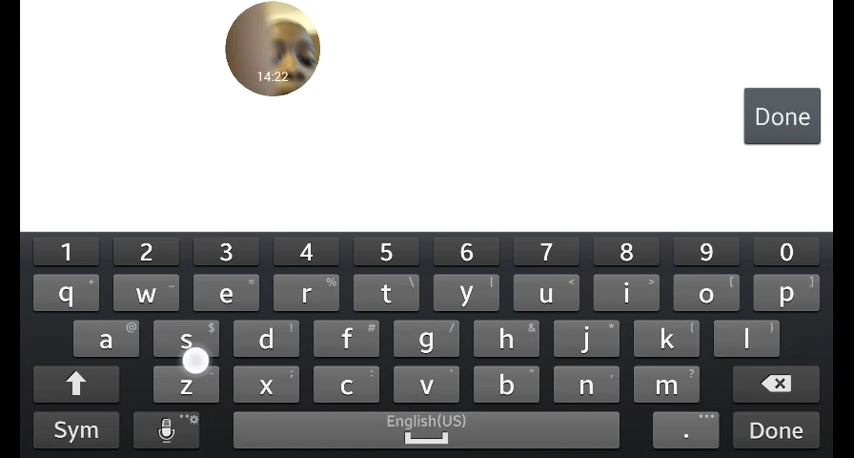 14:22
Done
1 2 3 4 5 6 7 8 9 0
q + w _ e = r % t \ y | u < i > o [ p ]
a @ s $ d ! f # g / h & j * k ( l )
z - x ; c : v ' b " n , m ?
Sym English(US) . ••• Done